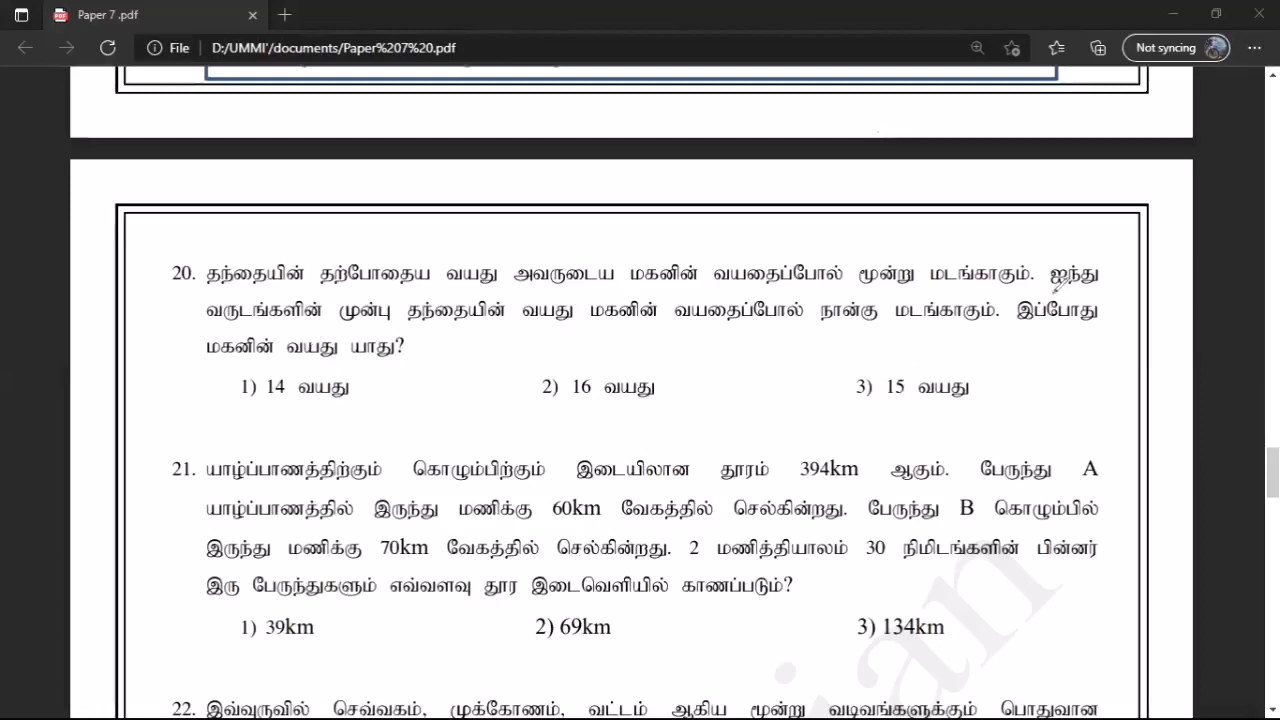 Paper 7 .pdf
File D:/UMMI'/documents/Paper%207%20.pdf Not syncing
20. தந்தையின் தற்போதைய வயது அவருடைய மகனின் வயதைப்போல் மூன்று மடங்காகும். ஐந்து
வருடங்களின் முன்பு தந்தையின் வயது மகனின் வயதைப்போல் நான்கு மடங்காகும். இப்போது
மகனின் வயது யாது?
1) 14 வயது 2) 16 வயது 3) 15 வயது
21. யாழ்ப்பாணத்திற்கும் கொழும்பிற்கும் இடையிலான தூரம் 394km ஆகும். பேருந்து A
யாழ்ப்பாணத்தில் இருந்து மணிக்கு 60km வேகத்தில் செல்கின்றது. பேருந்து B கொழும்பில்
இருந்து மணிக்கு 70km வேகத்தில் செல்கின்றது. 2 மணித்தியாலம் 30 நிமிடங்களின் பின்னர்
இரு பேருந்துகளும் எவ்வளவு தூர இடைவெளியில் காணப்படும்?
1) 39km 2) 69km 3) 134km
22. இவ்வுருவில் செவ்வகம், முக்கோணம், வட்டம் ஆகிய மூன்று வடிவங்களுக்கும் பொதுவான